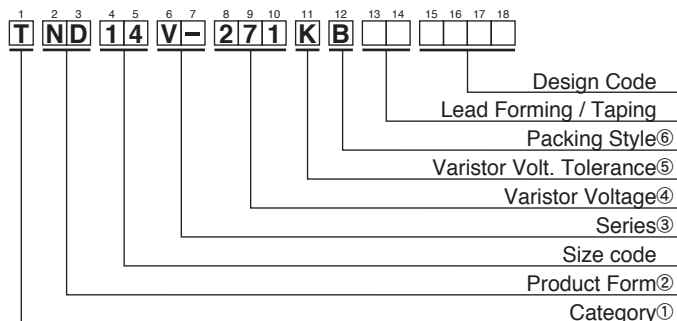 1 2 3 4 5 6 7 8 9 10 11 12 13 14 15 16 17 18
T N D 1 4 V – 2 7 1 K B
Design Code
Lead Forming / Taping
Packing Style⑥
Varistor Volt. Tolerance⑤
Varistor Voltage④
Series③
Size code
Product Form②
Category①